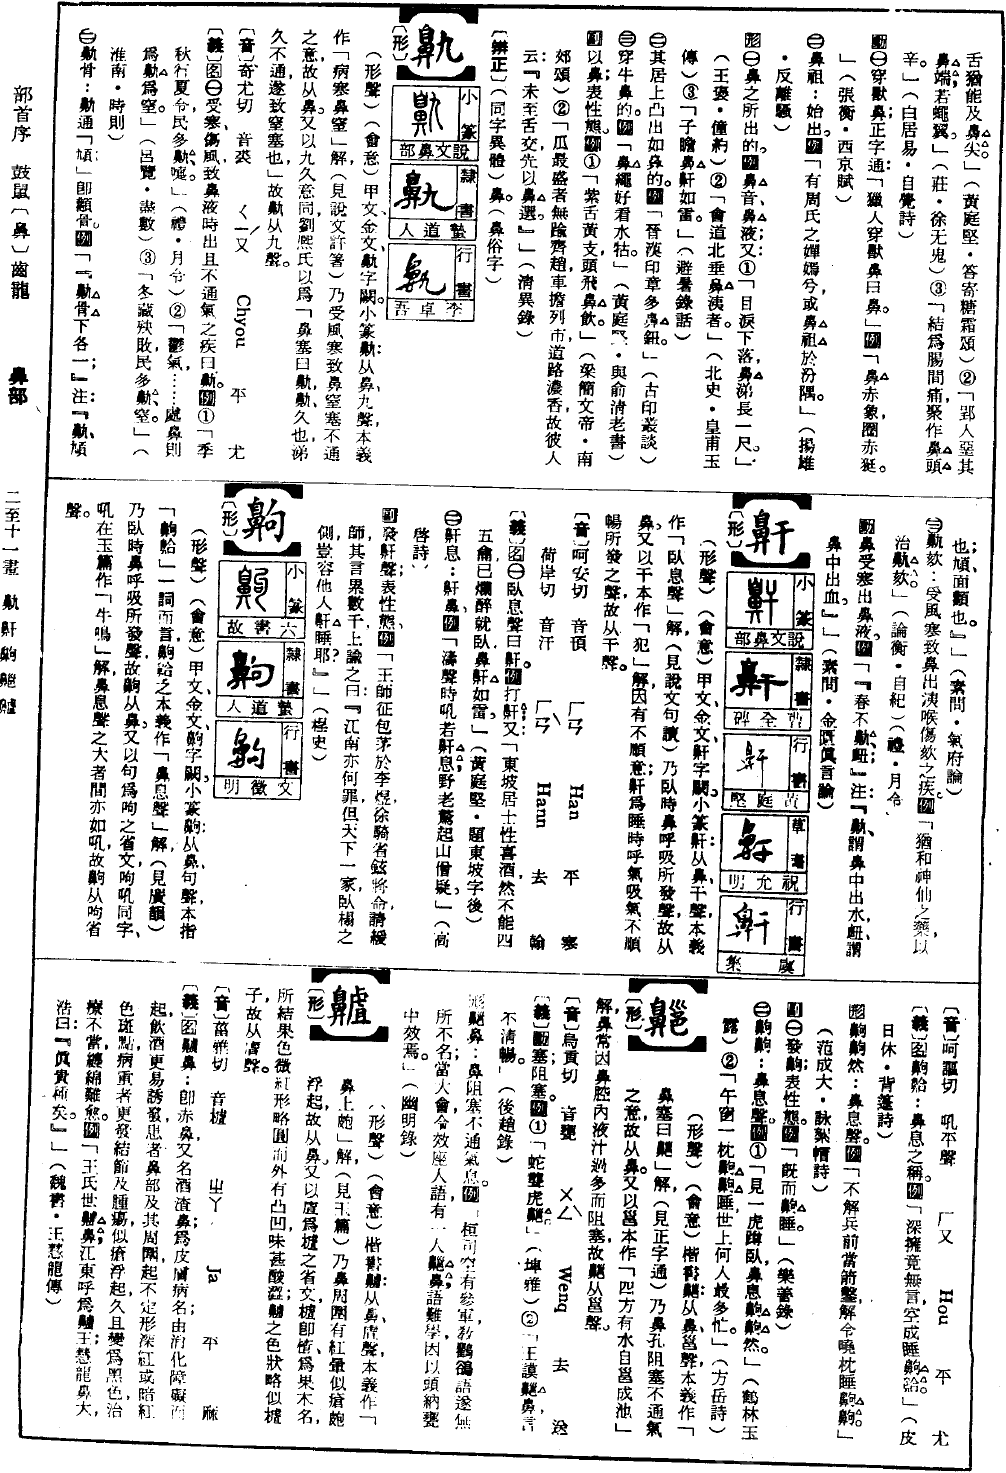 舌猶能及鼻尖」(黃庭堅・答寄糖霜頌)②「郢人堊其
鼻端若蠅翼。」(莊・徐无鬼)③「結爲腸間痛聚作鼻頭
辛。」(白居易・自覺詩)
動㊀穿獸鼻正字通:「獵人穿獸鼻曰鼻。」例「鼻赤象圈赤狿。
」(張衡・西京賦)
㊁鼻祖:始出。例「有周氏之嬋嫣兮或鼻祖於汾隅。」(揚雄
・反離騷)
形㊀鼻之所出的。例鼻音鼻液又①「目淚下落鼻涕長一尺。」
(王褒・僮約)②「會道北垂鼻洟者。」(北史・皇甫玉
傳)③「子瞻鼻鼾如雷」(避暑錄話)
㊁其居上凸出如鼻的。例「晉漢印章多鼻鈕。」(古印叢談)
㊂穿牛鼻的。例「鼻繩好看水牯。」(黃庭堅・與俞清老書)
副以鼻表性態。例①「紫舌黃支頭飛鼻飲。」(梁簡文帝・南
郊頌)②「瓜最盛者無踰齊趙車擔列市道路濃香故彼人
云:『未至舌交先以鼻選。』」(淸異錄)
〔辨正〕(同字異體)鼻(鼻俗字)
鼽
〔形〕
小篆 說文鼻部
隸書 蟄道人
行書 李卓吾
(形聲)(會意)甲文、金文鼽字闕。小篆鼽:从鼻、九聲本義
作「病寒鼻窒」解(見說文許箸)乃受風寒致鼻窒塞不通
之意故从鼻。又以九久意同劉熙氏以爲「鼻塞曰鼽鼽久也涕
久不通遂致窒塞也」故鼽从九聲。
〔音〕奇尤切 音裘 ㄑㄧㄡˊ Chyou 平 尤
〔義〕名㊀受寒傷風致鼻液時出且不通氣之疾曰鼽。例①「季
秋行夏令民多鼽嚏」(禮・月令)②「鬱氣……處鼻則
爲鼽爲窒。」(呂覽・盡數)③「冬藏殃敗民多鼽窒。」(
淮南・時則)
㊁鼽骨:鼽通「頄」卽顴骨。例「『鼽骨下各一』注:『鼽頄
也;頄面顴也。』」(素問・氣府論)
㊂鼽欬:受風寒致鼻出洟喉傷欬之疾。例「猶和神仙之藥以
治鼽欬」(論衡・自紀)(禮・月令
動鼻受塞出鼻液。例「『春不鼽衄』注:『鼽謂鼻中出水衄謂
鼻中出血。』」(素問・金匱眞言論)
鼾
〔形〕
小篆 說文鼻部
隸書 曹全碑
行書 黃庭堅
草書 祝允明
行書
(形聲)(會意)甲文、金文鼾字闕。小篆鼾:从鼻、干聲本義
作「臥息聲」解(見說文句讀)乃臥時鼻呼吸所發聲故从
鼻又以干本作「犯」解因有不順意鼾爲睡時呼氣吸氣不順
暢所發之聲故从干聲。
〔音〕呵安切 音頇 ㄏㄢ Han 平 寒
荷岸切 音汗 ㄏㄢˋ Hann 去 翰
〔義〕名㊀臥息聲曰鼾。例打鼾又「東坡居士性喜酒然不能四
五龠已爛醉就臥鼻鼾如雷。」(黃庭堅・題東坡字後)
㊁鼾息:鼾鼻。例「濤聲時吼若鼾息野老驚起山僧疑」(高
啓詩)
副發鼾聲表性態。例「王師征包茅於李煜徐騎省鉉將命請緩
師其言累數千上諭之曰『江南亦何罪但天下一家臥榻之
側豈容他人鼾睡耶?』」(桯史)
齁
〔形〕
小篆 六書故
隸書 蟄道人
行書 文徵明
(形聲)(會意)甲文、金文齁字闕。小篆齁:从鼻、句聲本指
「齁𪖙」一詞而言齁𪖙之本義作「鼻息聲」解(見廣韻)
乃臥時鼻呼吸所發聲故齁从鼻。又以句爲呴之省文呴吼同字、
吼在玉篇作「牛鳴」解鼻息聲之大者間亦如吼、故齁从呴省
聲。
〔音〕呵謳切 吼平聲 ㄏㄡ Hou 平 尤
〔義〕名齁𪖙:鼻息之稱。例「深擁竟無言空成睡齁𪖙。」(皮
日休・背篷詩)
形齁齁然:鼻息聲。例「不解兵前當箭鑿解令曉枕睡齁齁。」
(范成大・詠柴帽詩)
副㊀發齁表性態。例「旣而齁睡。」(樂善錄)
㊁齁齁:鼻息聲。例①「見一虎蹲臥鼻息齁齁然。」(鶴林玉
露)②「午窗一枕齁齁睡世上何人最多忙」(方岳詩)
齆
〔形〕
(形聲)(會意)楷書齆:从鼻、邕聲本義作「
鼻塞曰齆」解(見正字通)乃鼻孔阻塞不通氣
之意故从鼻。又以邕本作「四方有水自邕成池」
解鼻常因鼻腔內液汁過多而阻塞故齆从邕聲。
〔音〕烏貢切 音甕 ㄨㄥˋ Weng 去 送
〔義〕動塞阻塞。例①「蛇聾虎齆」(埤雅)②「王謨齆鼻言
不淸暢。」(後趙錄)
形齆鼻:鼻阻塞不通氣息。例「桓司空有參軍敎鸜鵒語遂無
所不名當大會令效座人語有一人齆鼻語難學因以頭納甕
中效焉。」(幽明錄)
齇
〔形〕
(形聲)(會意)楷書齇:从鼻、虘聲本義作「
鼻上皰」解(見玉篇)乃鼻周圍有紅暈似瘡皰
浮起故从鼻。又以虘爲樝之省文樝卽楂爲果木名、
所結果色微紅形略圓而外有凸凹味甚酸澀;齇之色狀略似樝
子故从虘聲。
〔音〕菑雅切 音樝 ㄓㄚ Ja 平 麻
〔義〕名齇鼻:卽赤鼻又名酒渣鼻爲皮膚病名由消化障礙而
起飲酒更易誘發患者鼻部及其周圍起不定形深紅或暗紅
色斑點病重者更發結節及腫瘍似瘡浮起久且變爲黑色治
療不當纏綿難愈。例「王氏世齇鼻江東呼爲齇王慧龍鼻大,
浩曰:『眞貴種矣。』」(魏書・王慧龍傳)
部首序 鼓鼠〔鼻〕齒龍 鼻部 二至十一畫 鼽鼾齁齆齇